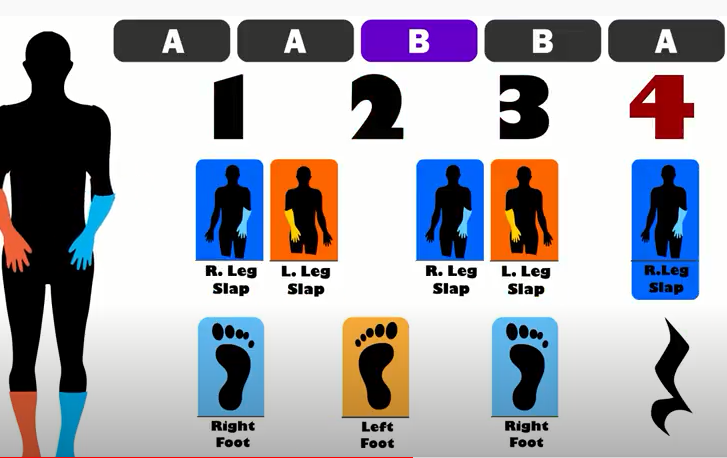 A A B B A
1 2 3 4
R. Leg Slap L. Leg Slap R. Leg Slap L. Leg Slap R.Leg Slap
Right Foot Left Foot Right Foot